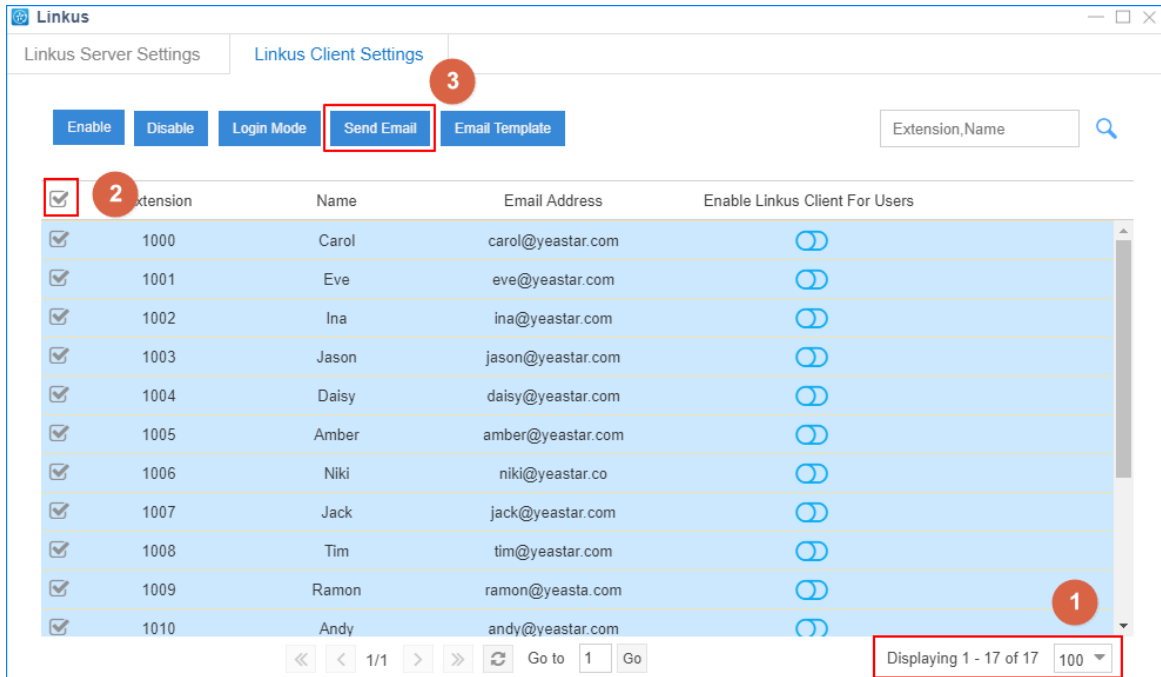 Linkus
Linkus Server Settings Linkus Client Settings
3
Enable Disable Login Mode Send Email Email Template Extension,Name
2 xtension Name Email Address Enable Linkus Client For Users
1000 Carol carol@yeastar.com
1001 Eve eve@yeastar.com
1002 Ina ina@yeastar.com
1003 Jason jason@yeastar.com
1004 Daisy daisy@yeastar.com
1005 Amber amber@yeastar.com
1006 Niki niki@yeastar.co
1007 Jack jack@yeastar.com
1008 Tim tim@yeastar.com
1009 Ramon ramon@yeasta.com
1
1010 Andy andy@yeastar.com
1/1 Go to 1 Go Displaying 1 - 17 of 17 100